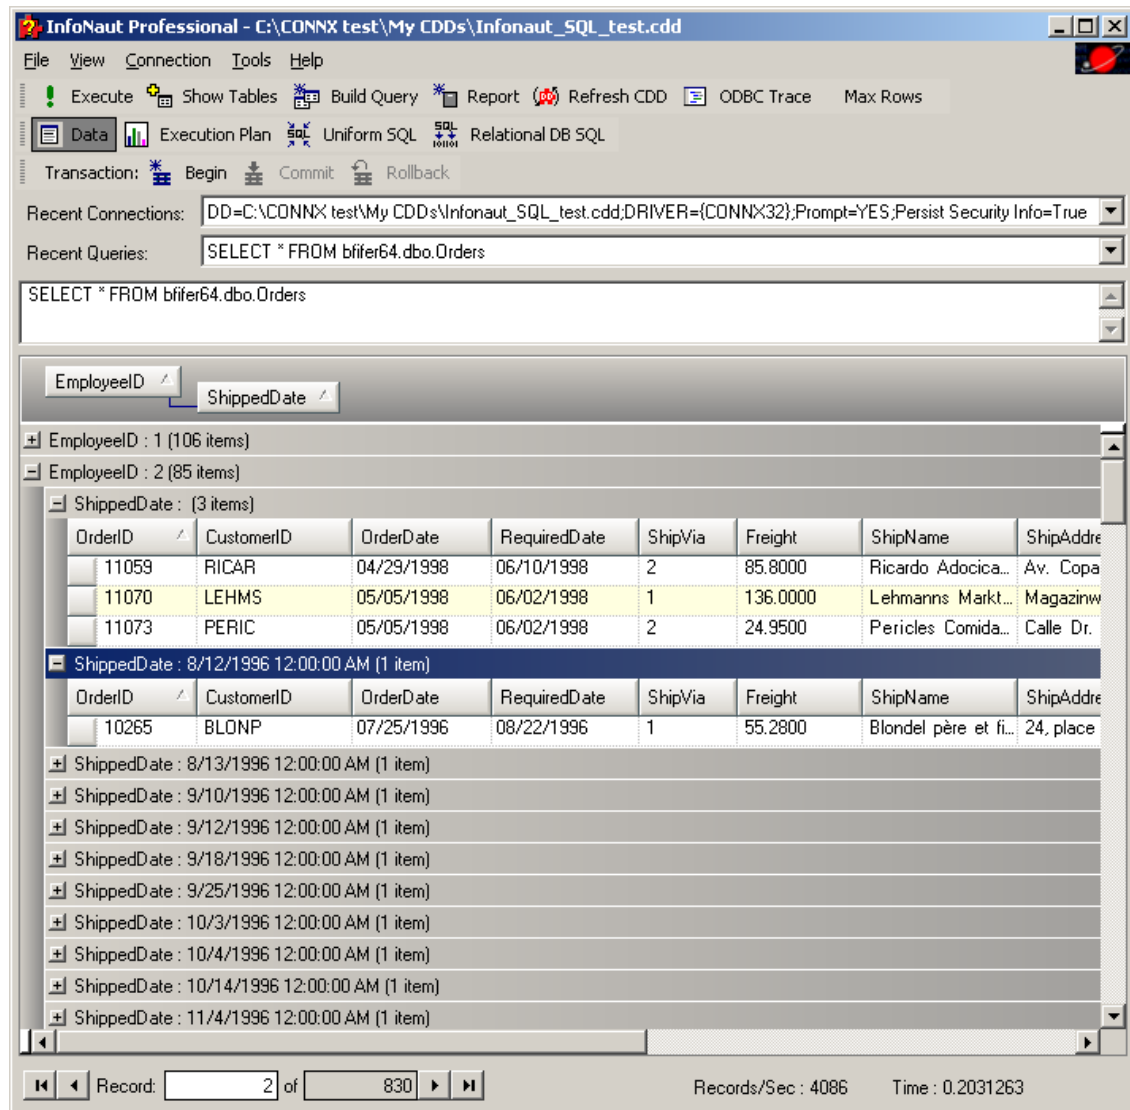 InfoNaut Professional - C:\CONNX test\My CDDs\Infonaut_SQL_test.cdd
File View Connection Tools Help
Execute Show Tables Build Query Report Refresh CDD ODBC Trace Max Rows
Data Execution Plan Uniform SQL Relational DB SQL
Transaction: Begin Commit Rollback
Recent Connections: DD=C:\CONNX test\My CDDs\Infonaut_SQL_test.cdd;DRIVER={CONNX32};Prompt=YES;Persist Security Info=True
Recent Queries: SELECT * FROM bfifer64.dbo.Orders
SELECT * FROM bfifer64.dbo.Orders
EmployeeID
ShippedDate
EmployeeID : 1 (106 items)
EmployeeID : 2 (85 items)
ShippedDate : (3 items)
OrderID CustomerID OrderDate RequiredDate ShipVia Freight ShipName ShipAddre
11059 RICAR 04/29/1998 06/10/1998 2 85.8000 Ricardo Adocica... Av. Copa
11070 LEHMS 05/05/1998 06/02/1998 1 136.0000 Lehmanns Markt... Magazinw
11073 PERIC 05/05/1998 06/02/1998 2 24.9500 Pericles Comida... Calle Dr.
ShippedDate : 8/12/1996 12:00:00 AM (1 item)
OrderID CustomerID OrderDate RequiredDate ShipVia Freight ShipName ShipAddre
10265 BLONP 07/25/1996 08/22/1996 1 55.2800 Blondel père et fi... 24, place
ShippedDate : 8/13/1996 12:00:00 AM (1 item)
ShippedDate : 9/10/1996 12:00:00 AM (1 item)
ShippedDate : 9/12/1996 12:00:00 AM (1 item)
ShippedDate : 9/18/1996 12:00:00 AM (1 item)
ShippedDate : 9/25/1996 12:00:00 AM (1 item)
ShippedDate : 10/3/1996 12:00:00 AM (1 item)
ShippedDate : 10/4/1996 12:00:00 AM (1 item)
ShippedDate : 10/14/1996 12:00:00 AM (1 item)
ShippedDate : 11/4/1996 12:00:00 AM (1 item)
Record: 2 of 830 Records/Sec : 4086 Time : 0.2031263